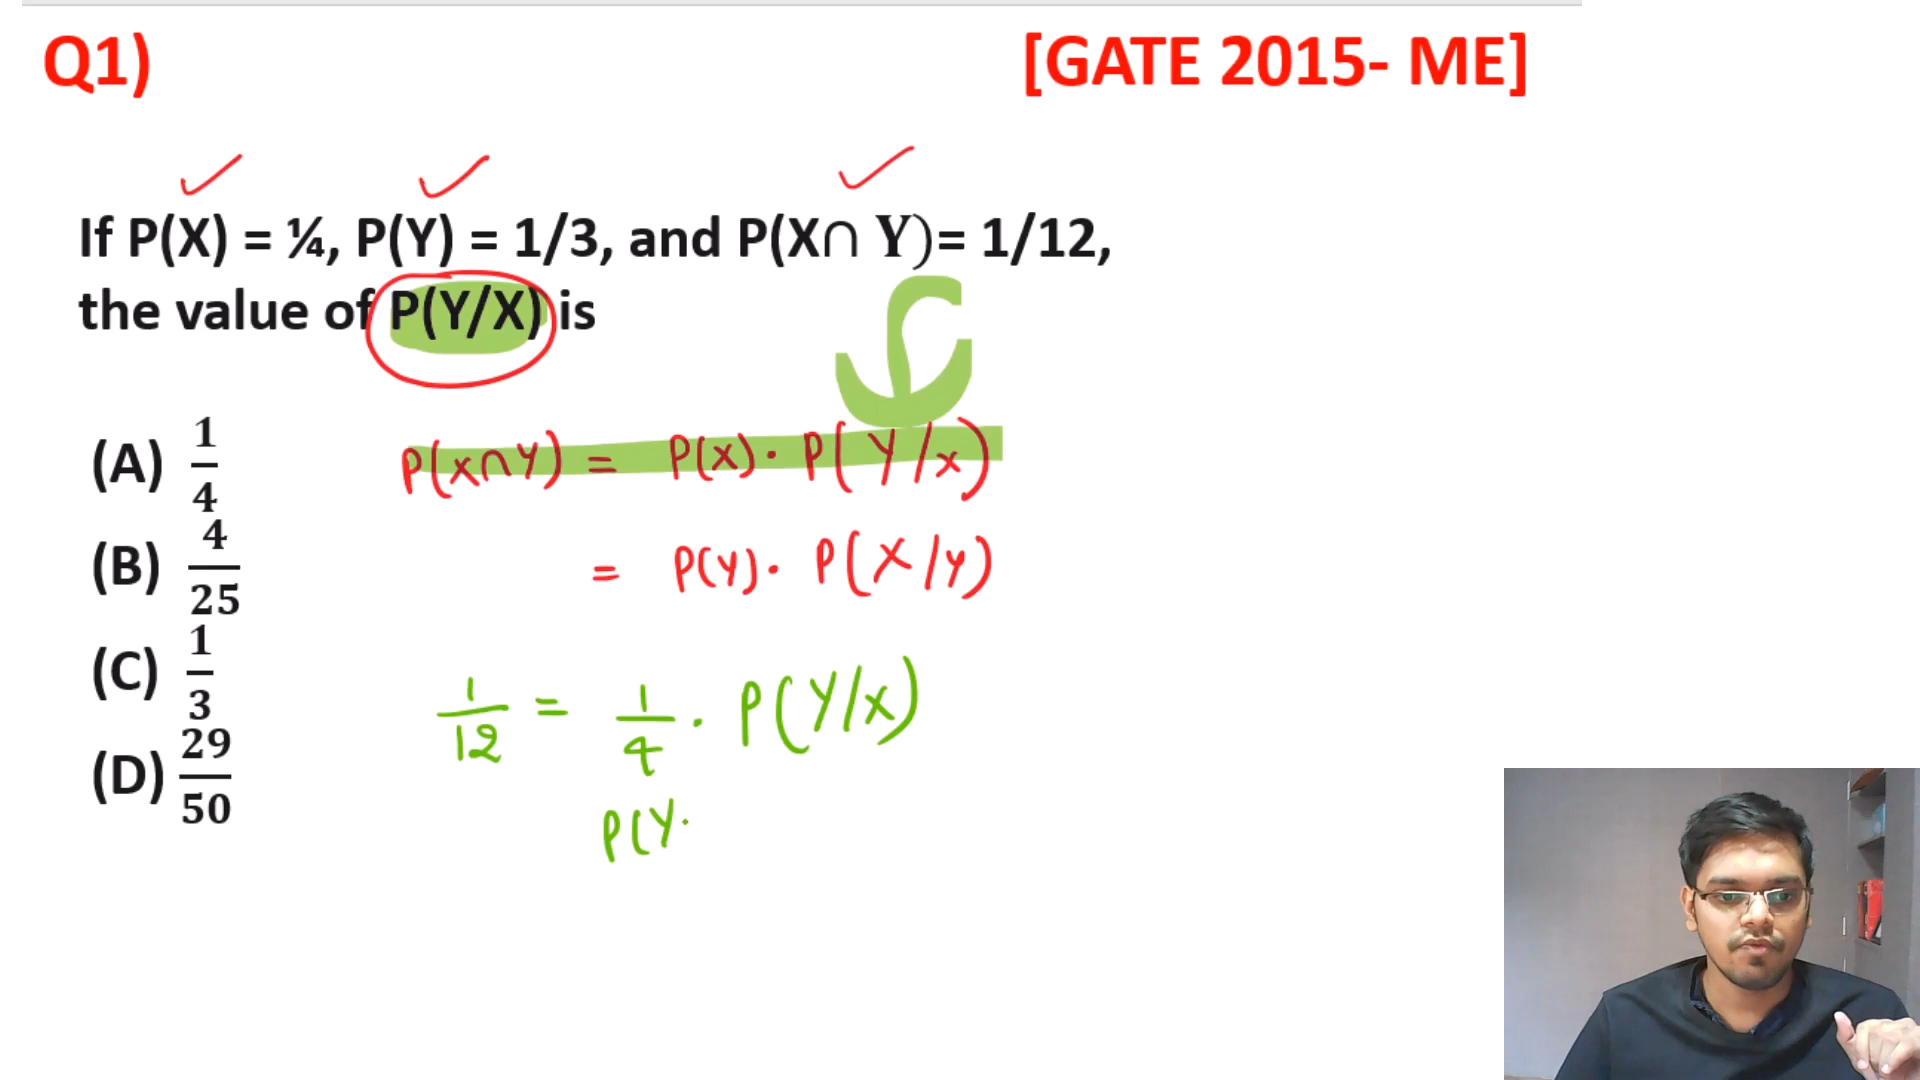 Q1) [GATE 2015- ME]
If P(X) = ¼, P(Y) = 1/3, and P(X∩ Y)= 1/12,
the value of P(Y/X) is
(A) 1/4
(B) 4/25
(C) 1/3
(D) 29/50
P(X∩Y) = P(X) · P(Y/X)
= P(Y) · P(X/Y)
1/12 = 1/4 · P(Y/X)
P(Y